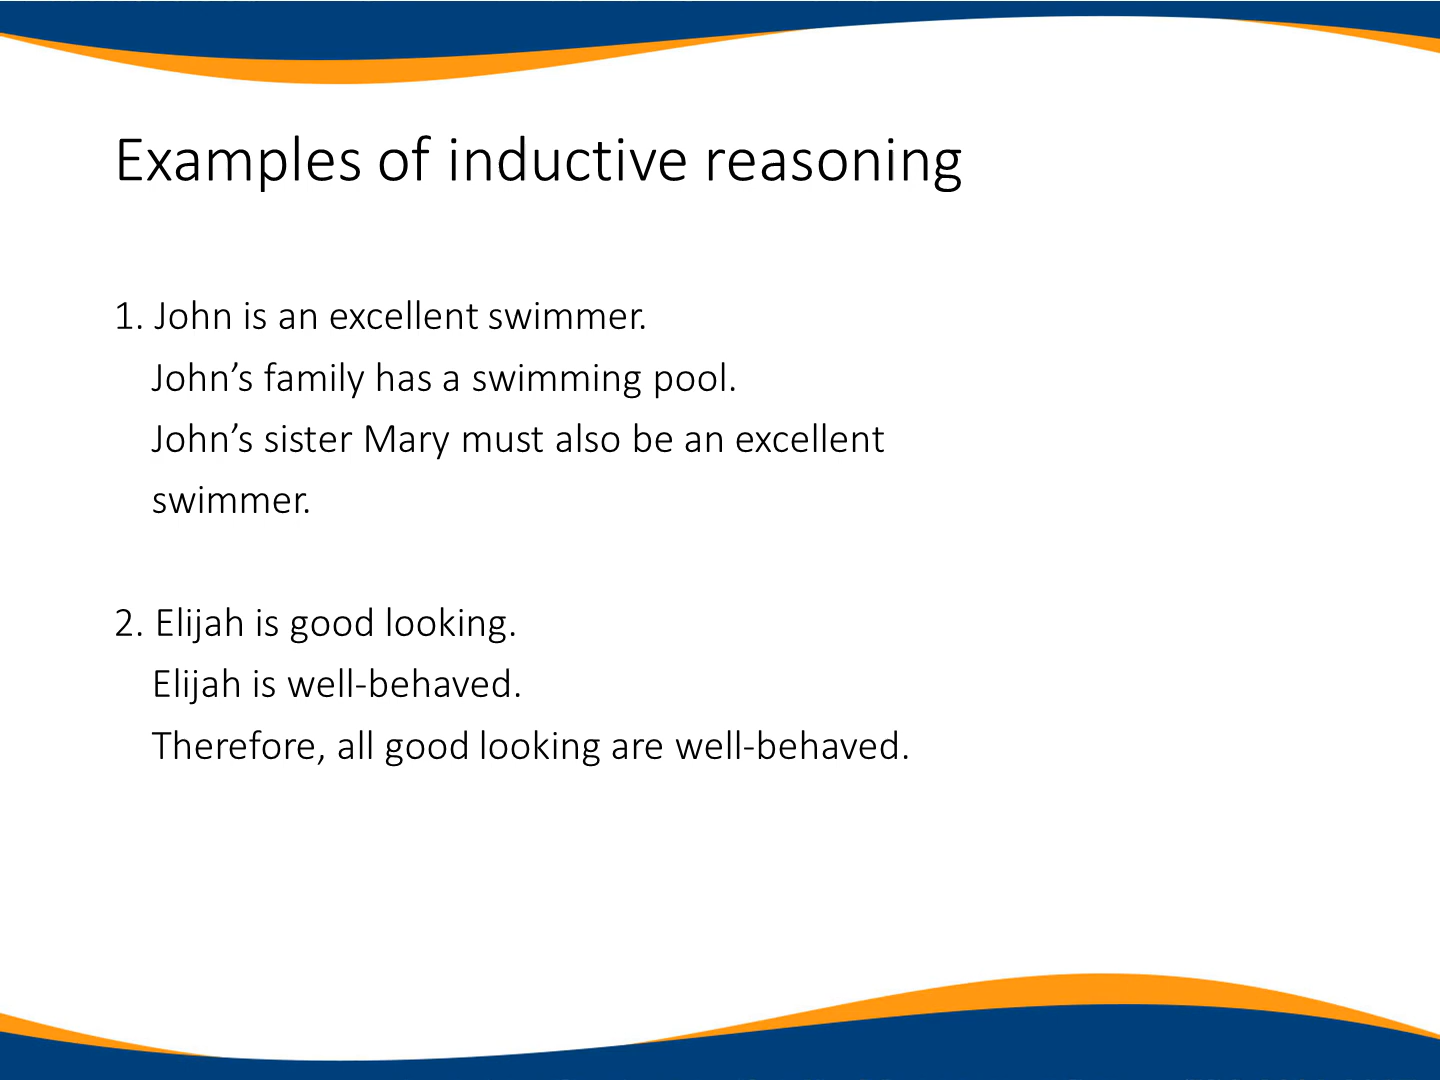 Examples of inductive reasoning
1. John is an excellent swimmer.
John’s family has a swimming pool.
John’s sister Mary must also be an excellent
swimmer.
2. Elijah is good looking.
Elijah is well-behaved.
Therefore, all good looking are well-behaved.